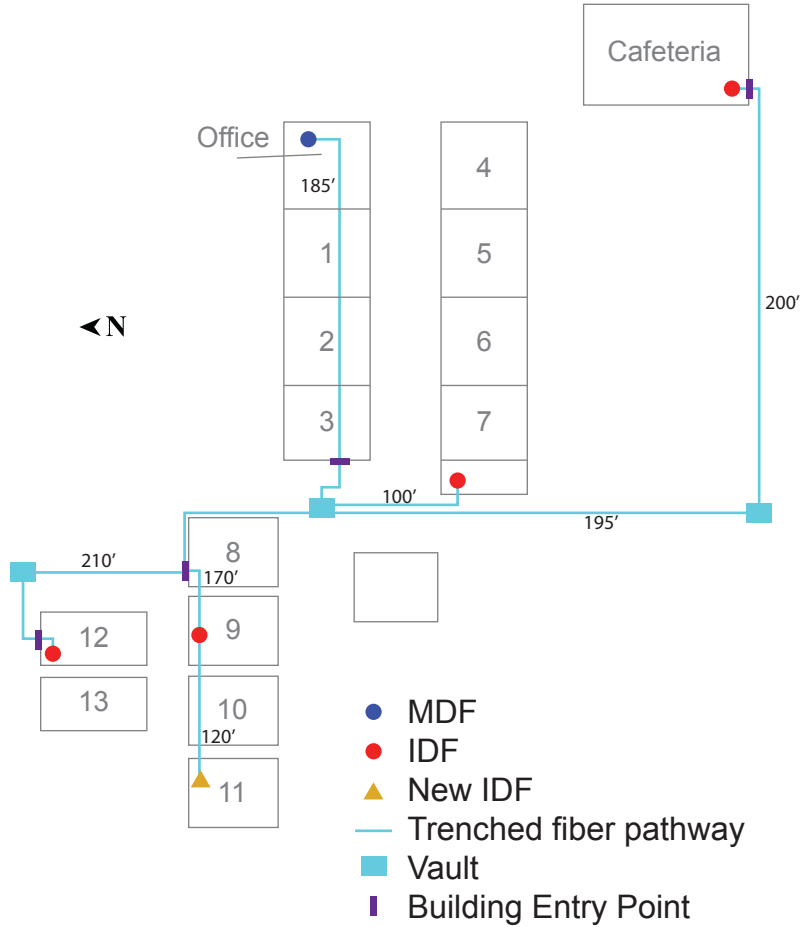 Cafeteria
Office
185’
4
1
5
200’
N
2
6
3
7
100’
195’
8
210’
170’
9
12
10
13
120’
11
MDF
IDF
New IDF
Trenched fiber pathway
Vault
Building Entry Point